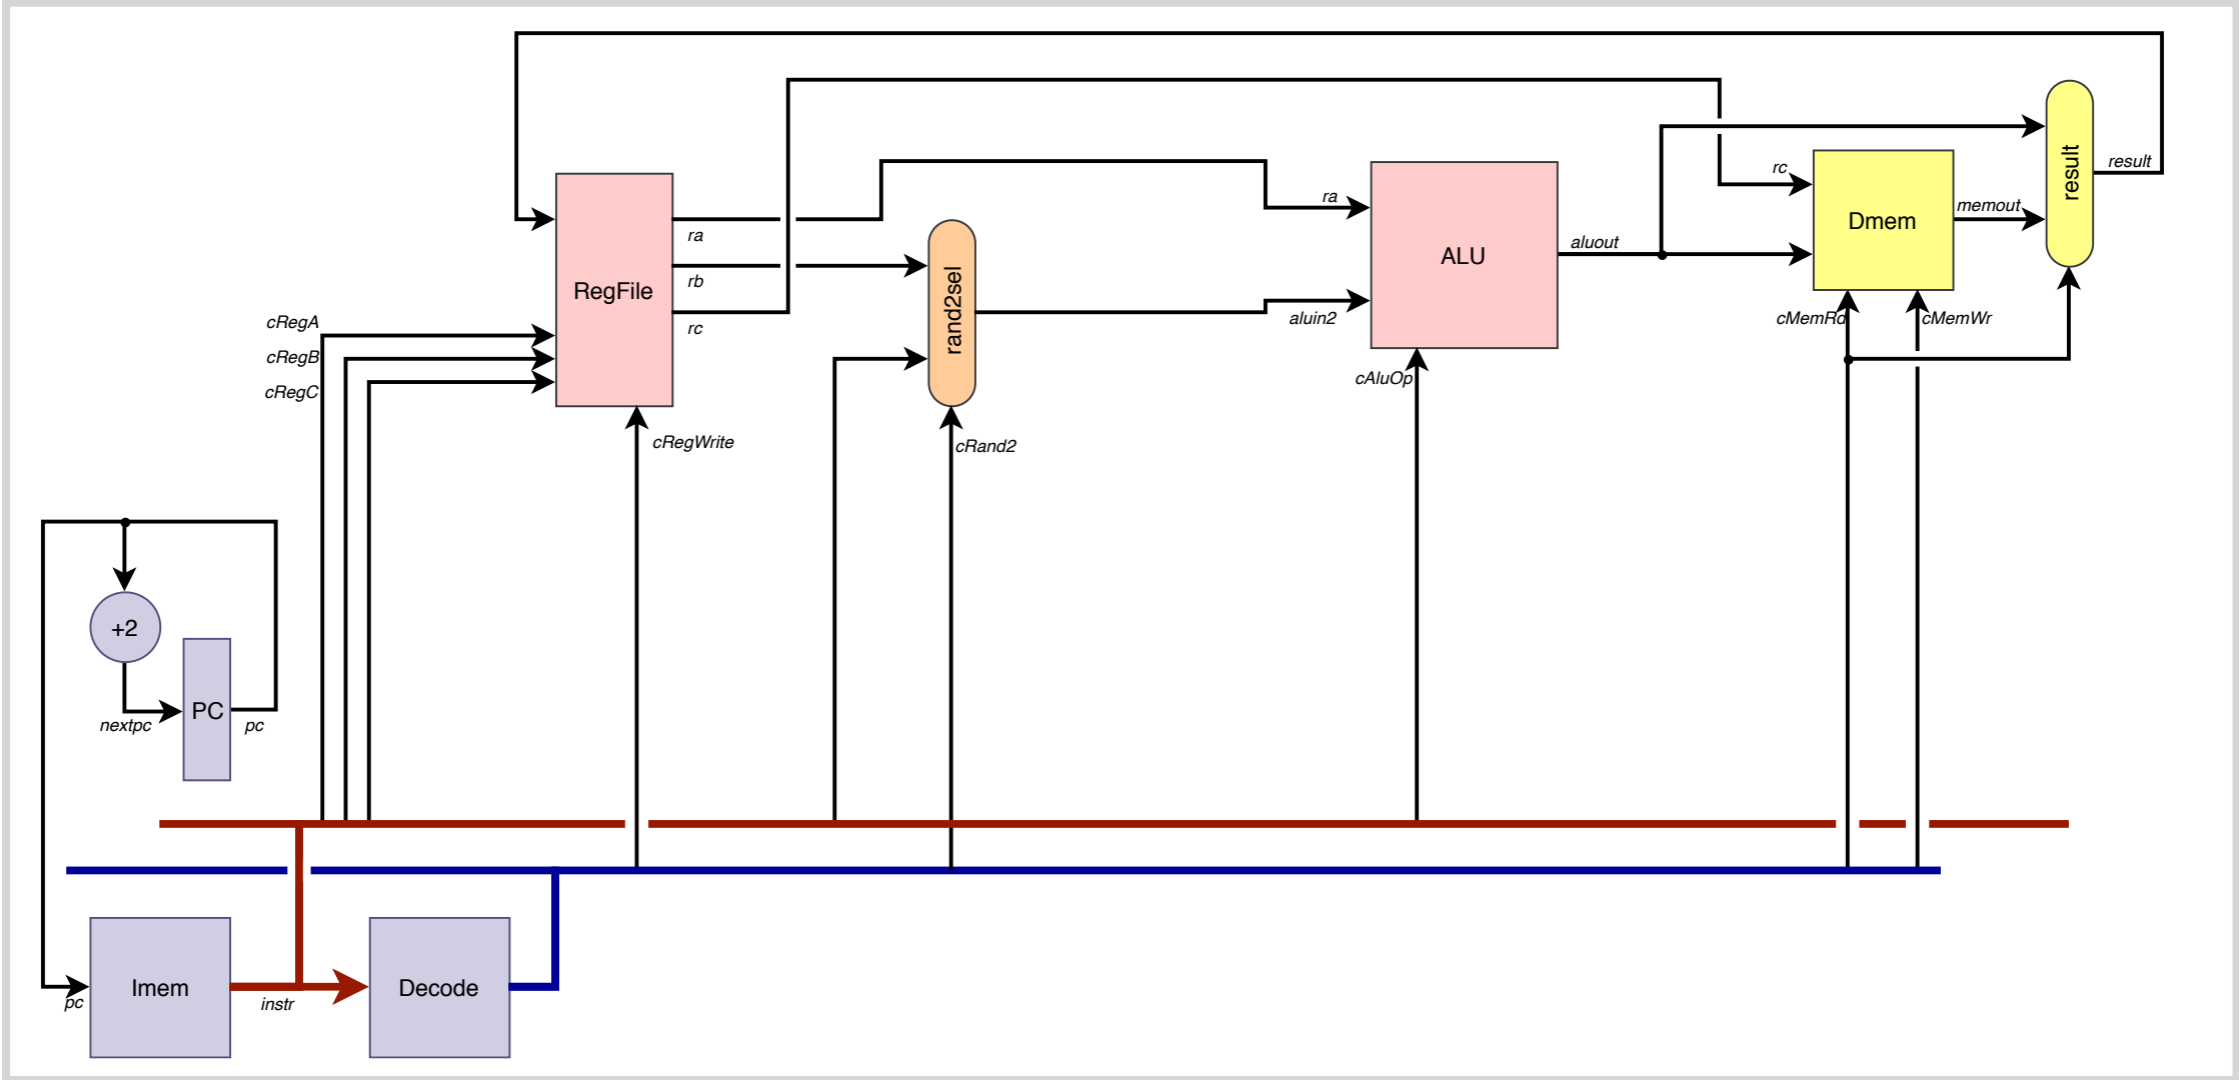 result
result
rc
Dmem
memout
ra
ALU
aluout
ra
rb
rc
RegFile
rand2sel
aluin2
cRegA
cRegB
cRegC
cMemRd
cMemWr
cAluOp
cRegWrite
cRand2
+2
PC
nextpc
pc
Imem
Decode
pc
instr